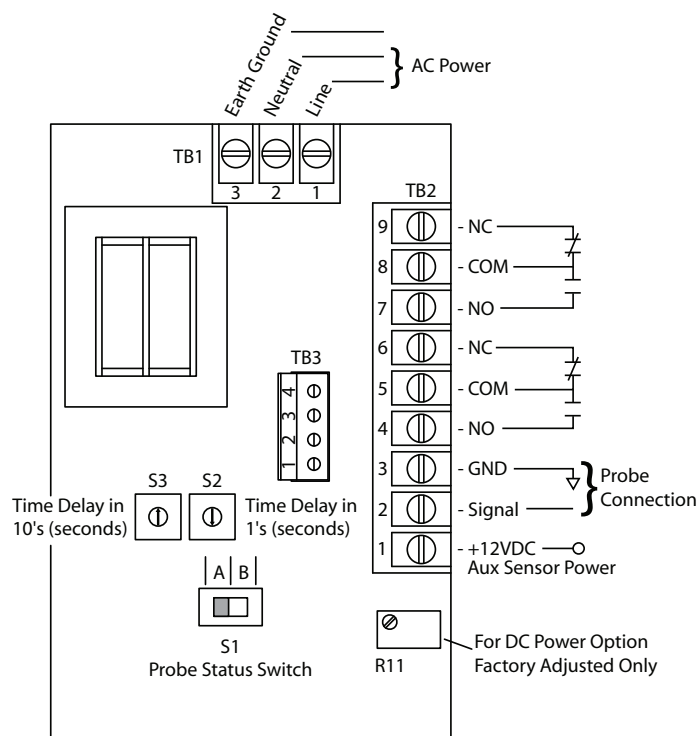 Earth Ground
Neutral
Line
AC Power
TB1
3 2 1
TB2
9 - NC
8 - COM
7 - NO
6 - NC
5 - COM
4 - NO
3 - GND
2 - Signal
Probe
Connection
1 - +12VDC
Aux Sensor Power
TB3
4
3
2
1
S3
S2
Time Delay in
10's (seconds)
Time Delay in
1's (seconds)
A B
S1
Probe Status Switch
R11
For DC Power Option
Factory Adjusted Only